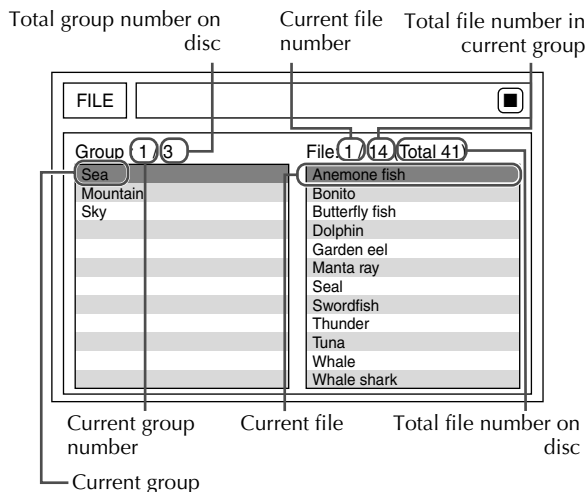 Total group number on
disc
Current file
number
Total file number in
current group
FILE
Group 1 / 3
Sea
Mountain
Sky
File: 1 / 14 (Total 41)
Anemone fish
Bonito
Butterfly fish
Dolphin
Garden eel
Manta ray
Seal
Swordfish
Thunder
Tuna
Whale
Whale shark
Current group
number
Current file
Total file number on
disc
Current group